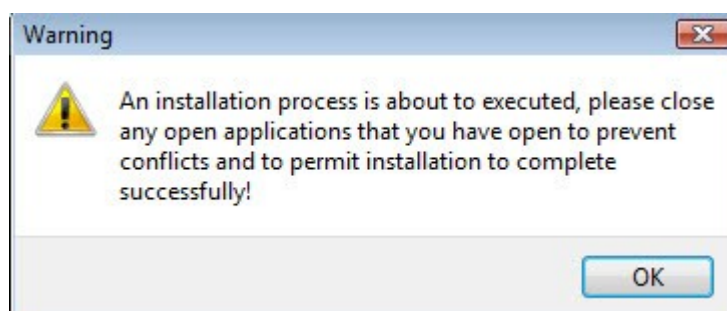 Warning
An installation process is about to executed, please close
any open applications that you have open to prevent
conflicts and to permit installation to complete
successfully!
OK